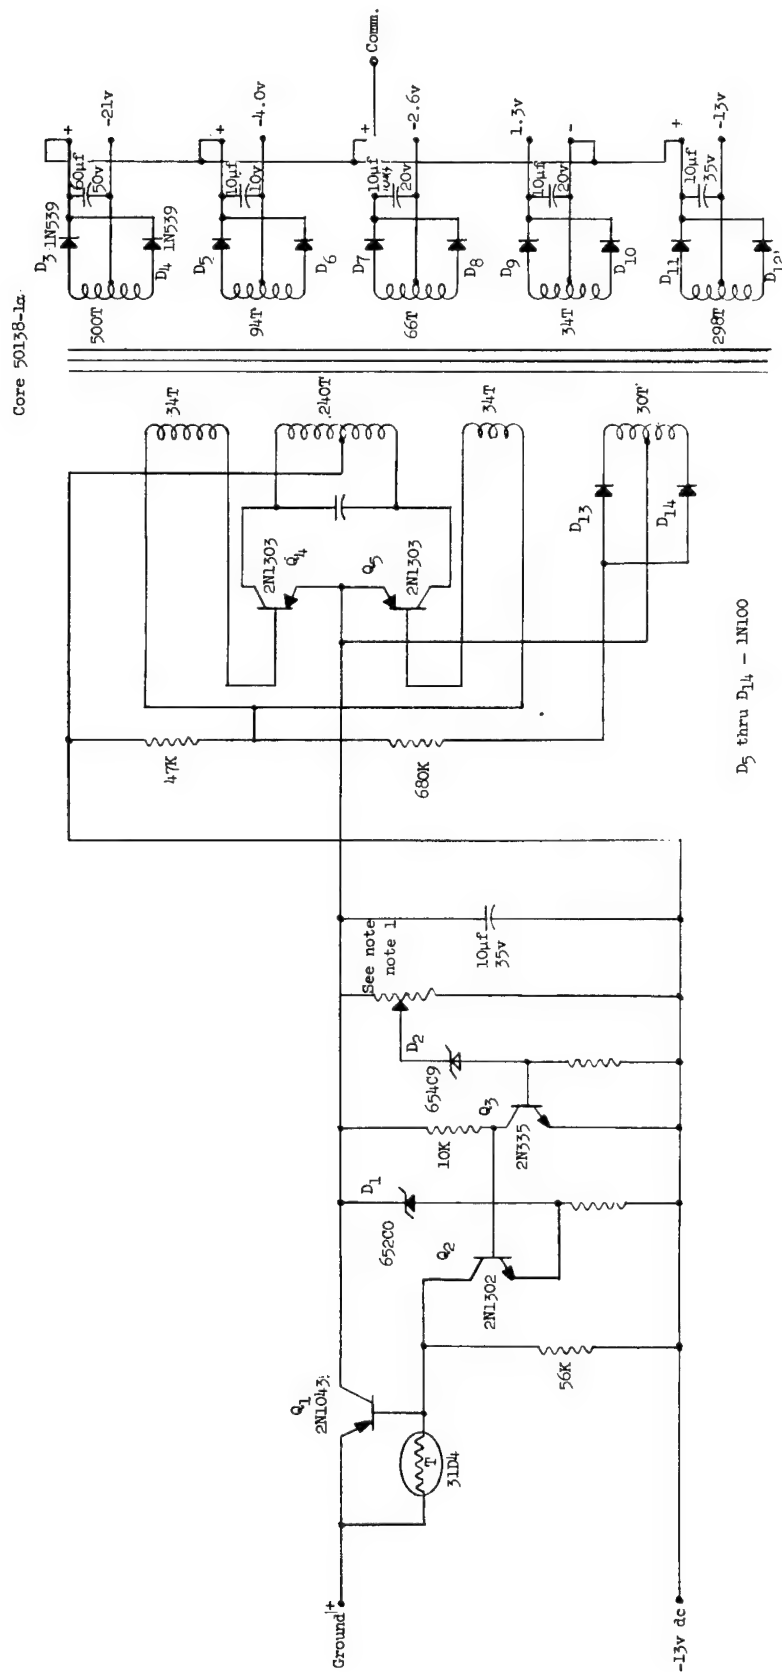 Core 50138-1α
D3 1N539
D4 1N539
500T
160µf
50v
+
-21v
D5
D6
94T
10µf
10v
+
-4.0v
D7
D8
66T
10µf
20v
+
-2.6v
Comm.
D9
D10
34T
10µf
20v
1.3v
-
D11
D12
298T
10µf
35v
+
-13v
34T
240T
34T
30T
2N1303
Q4
Q5
2N1303
D13
D14
47K
680K
D5 thru D14 - 1N100
See note
note 1
10µf
35v
D2
654C9
Q3
2N335
10K
D1
652C0
Q2
2N1302
56K
Q1
2N1043
T
31D4
Ground +
-13v dc